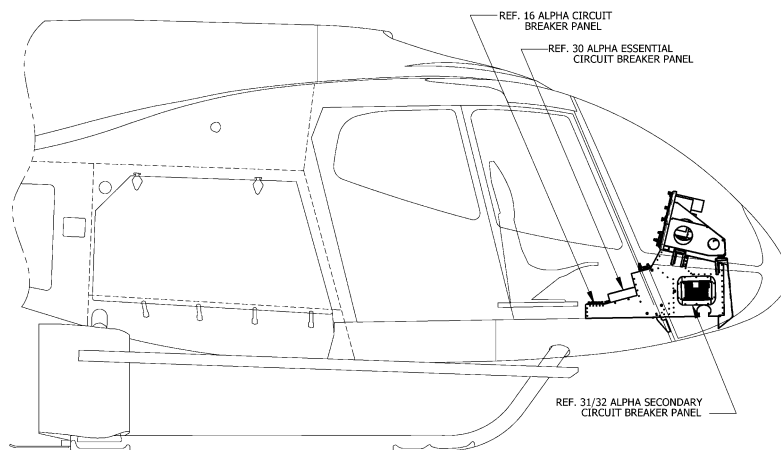 REF. 16 ALPHA CIRCUIT
BREAKER PANEL
REF. 30 ALPHA ESSENTIAL
CIRCUIT BREAKER PANEL
REF. 31/32 ALPHA SECONDARY
CIRCUIT BREAKER PANEL